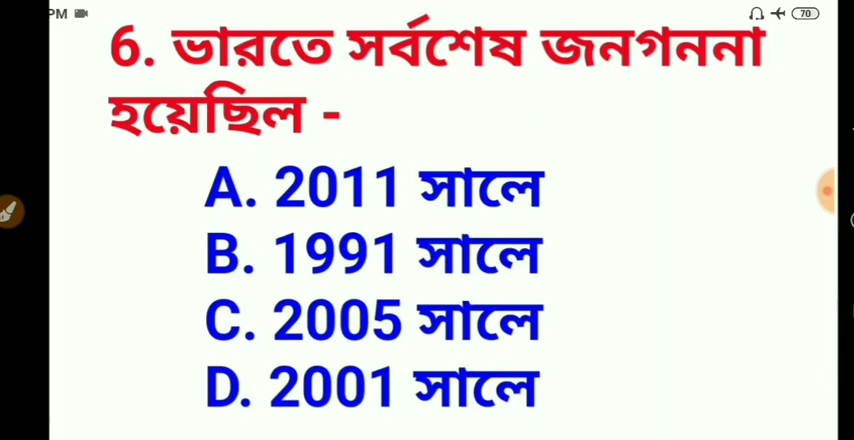 PM 70
6. ভারতে সর্বশেষ জনগননা
হয়েছিল -
A. 2011 সালে
B. 1991 সালে
C. 2005 সালে
D. 2001 সালে